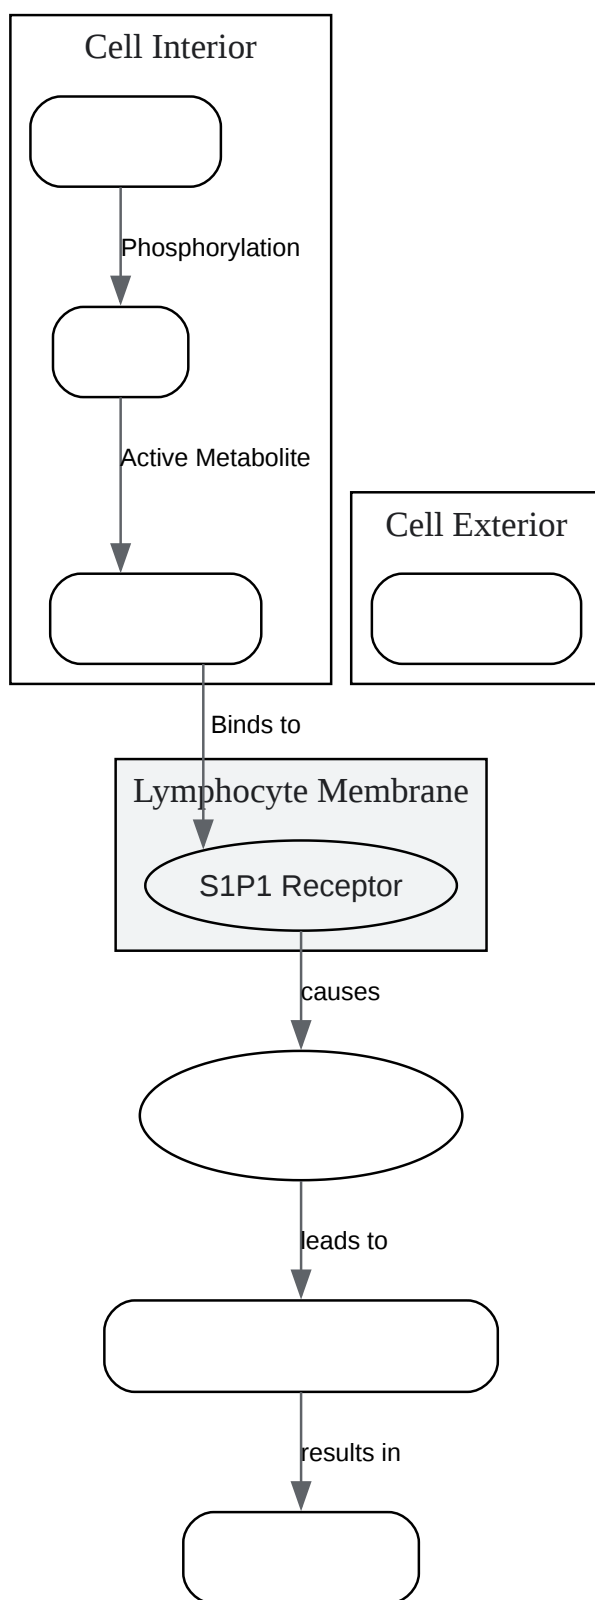 Cell Interior
Phosphorylation
Active Metabolite
Cell Exterior
Binds to
Lymphocyte Membrane
S1P1 Receptor
causes
leads to
results in